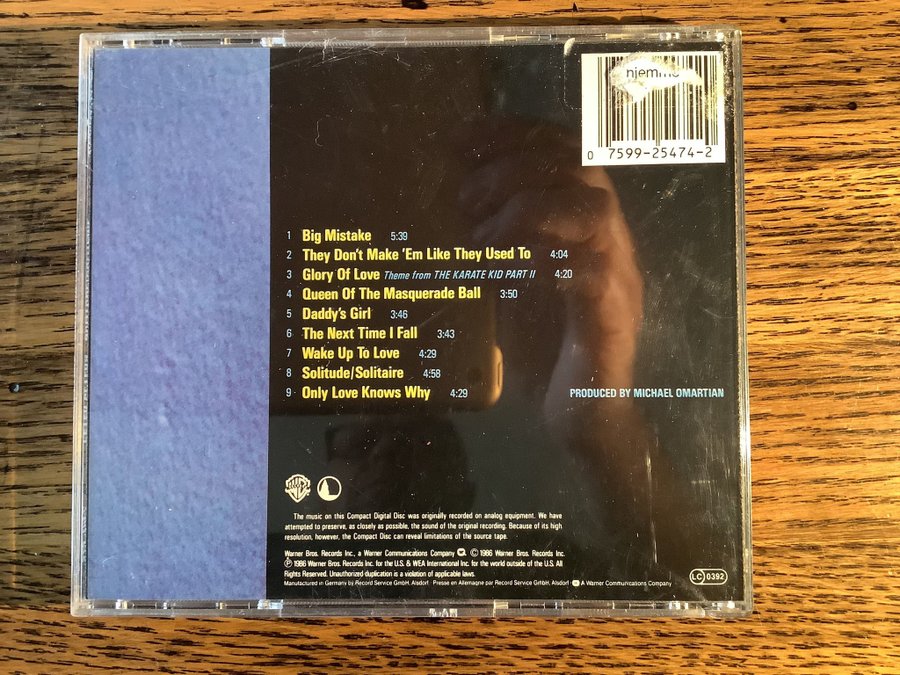 0 7599-25474-2
1 Big Mistake 5:39
2 They Don't Make 'Em Like They Used To 4:04
3 Glory Of Love Theme from THE KARATE KID PART II 4:20
4 Queen Of The Masquerade Ball 3:50
5 Daddy's Girl 3:46
6 The Next Time I Fall 3:43
7 Wake Up To Love 4:29
8 Solitude/Solitaire 4:58
9 Only Love Knows Why 4:29
PRODUCED BY MICHAEL OMARTIAN
The music on this Compact Digital Disc was originally recorded on analog equipment. We
have attempted to preserve, as closely as possible, the sound of the original recording. Because of its high
resolution, however, the Compact Disc can reveal limitations of the source tape.
Warner Bros. Records Inc., a Warner Communications Company © 1986 Warner Bros. Records Inc.
℗ 1986 Warner Bros. Records Inc. for the U.S. & WEA International Inc. for the world outside of the U.S. All
Rights Reserved. Unauthorized duplication is a violation of applicable laws.
Manufactured in Germany by Record Service GmbH, Alsdorf Presse en Allemagne par Record Service GmbH, Alsdorf A Warner Communications Company
LC 0392